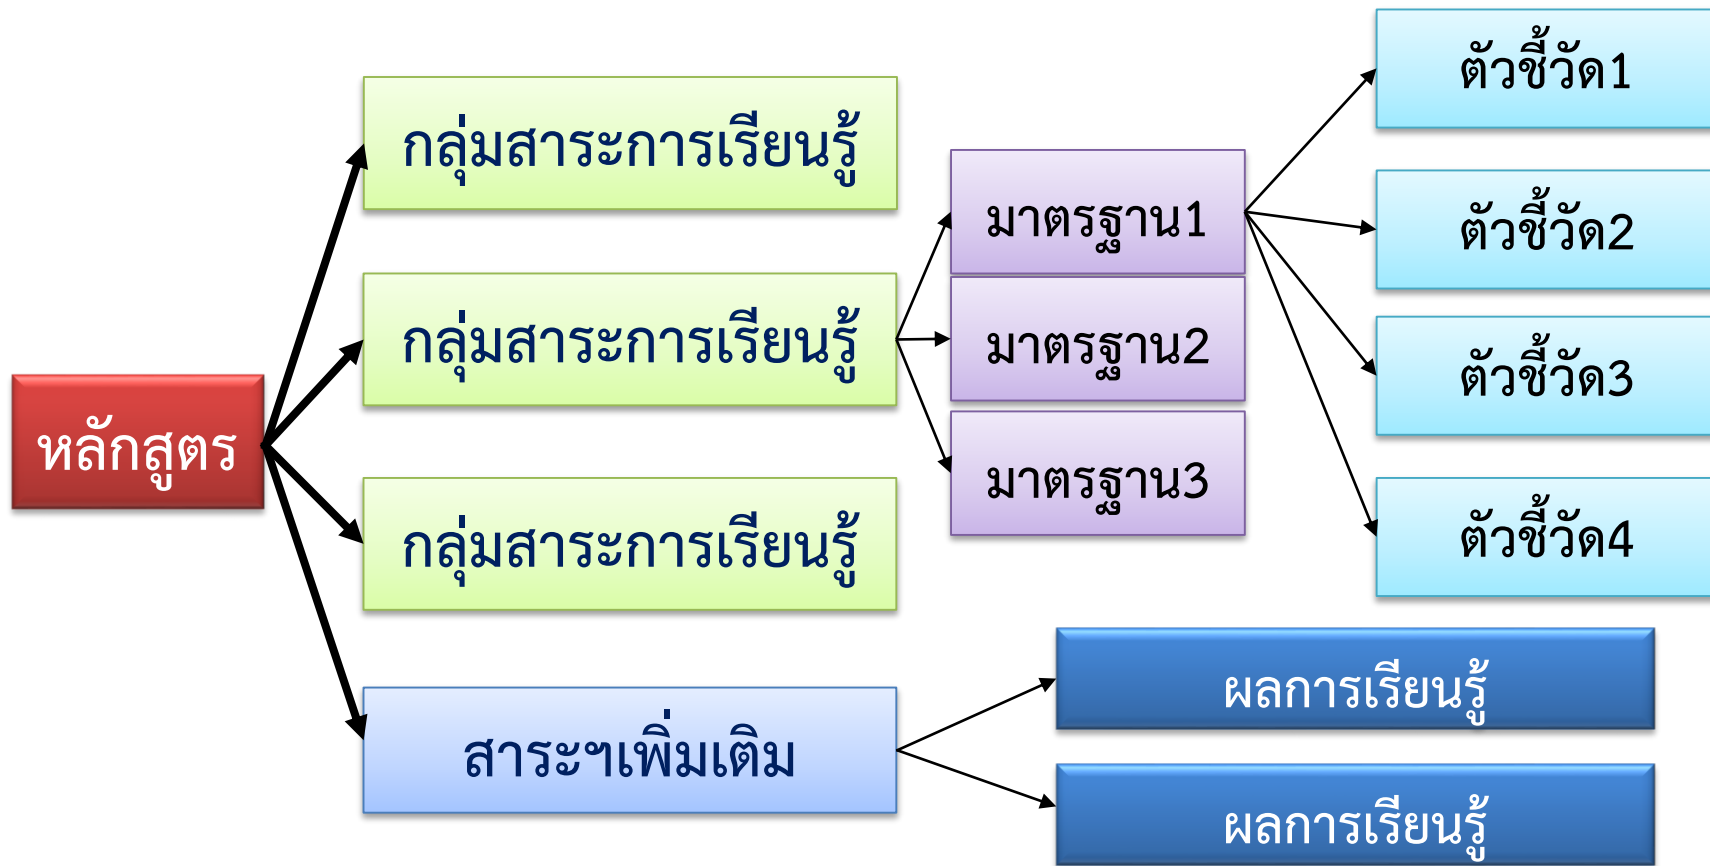 หลักสูตร
กลุ่มสาระการเรียนรู้
กลุ่มสาระการเรียนรู้
กลุ่มสาระการเรียนรู้
สาระฯเพิ่มเติม
มาตรฐาน1
มาตรฐาน2
มาตรฐาน3
ตัวชี้วัด1
ตัวชี้วัด2
ตัวชี้วัด3
ตัวชี้วัด4
ผลการเรียนรู้
ผลการเรียนรู้